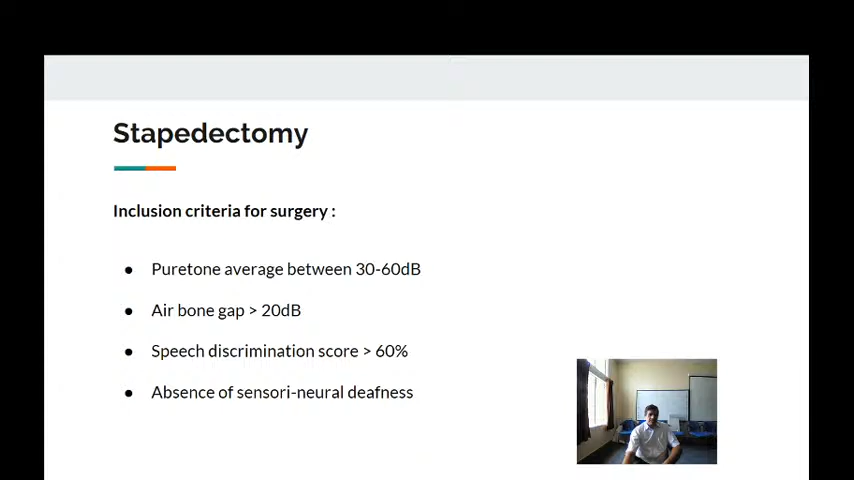 Stapedectomy
Inclusion criteria for surgery :
● Puretone average between 30-60dB
● Air bone gap > 20dB
● Speech discrimination score > 60%
● Absence of sensori-neural deafness